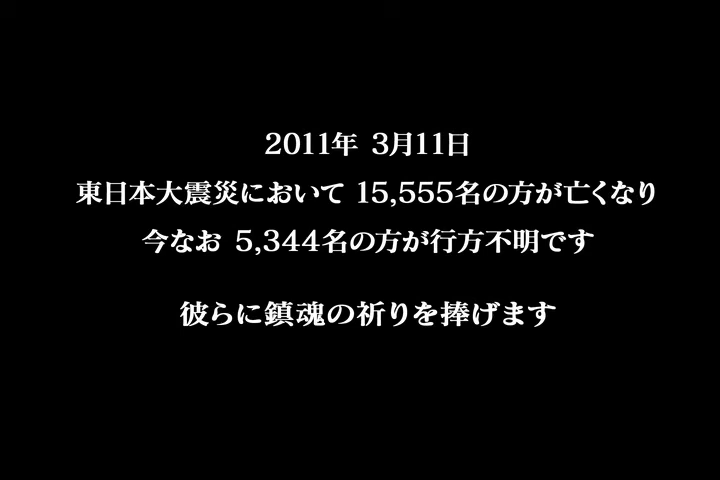 2011年 3月11日
東日本大震災において 15,555名の方が亡くなり
今なお 5,344名の方が行方不明です
彼らに鎮魂の祈りを捧げます